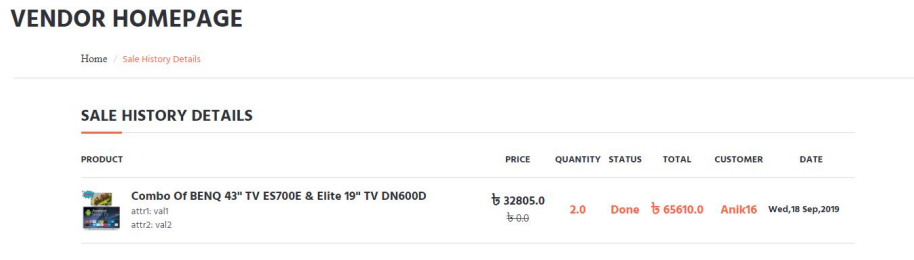 VENDOR HOMEPAGE
Home / Sale History Details
SALE HISTORY DETAILS
PRODUCT PRICE QUANTITY STATUS TOTAL CUSTOMER DATE
Combo Of BENQ 43" TV ES700E & Elite 19" TV DN600D
attr1: val1
attr2: val2
৳ 32805.0
৳ 0.0
2.0 Done ৳ 65610.0 Anik16 Wed,18 Sep,2019